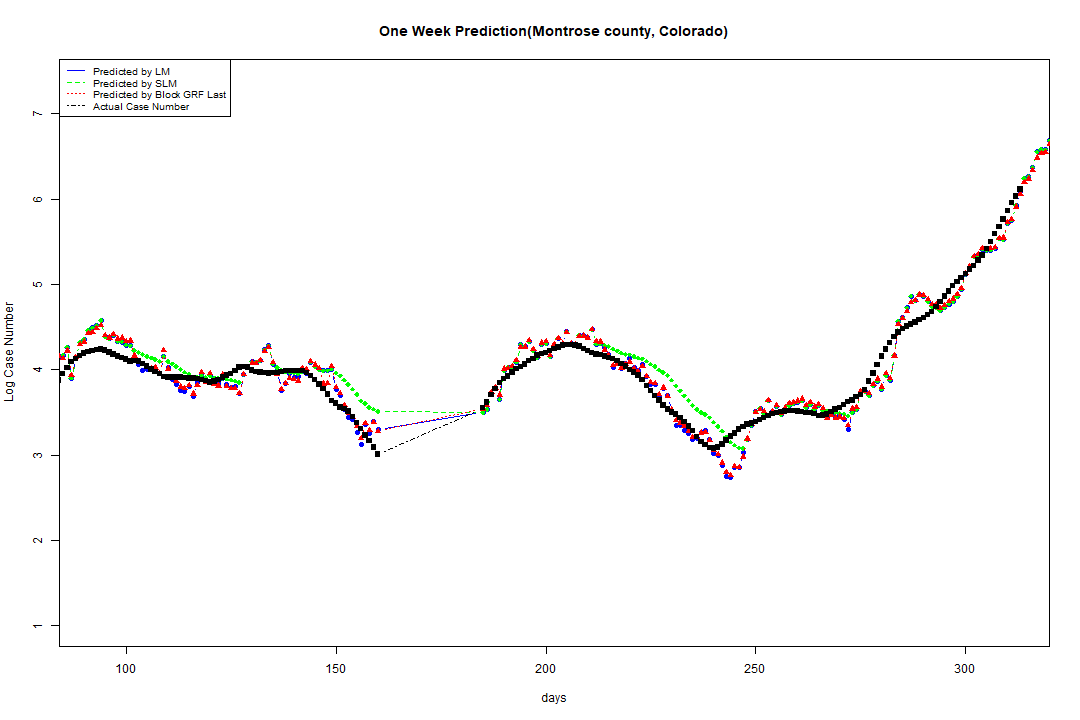 One Week Prediction(Montrose county, Colorado)
Predicted by LM
Predicted by SLM
Predicted by Block GRF Last
Actual Case Number
Log Case Number
7
6
5
4
3
2
1
100 150 200 250 300
days